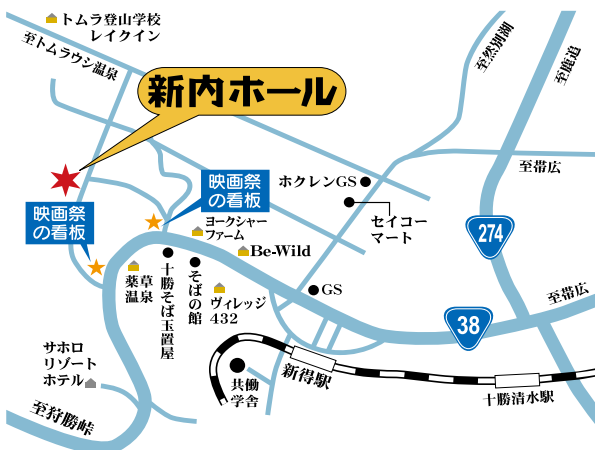 トムラ登山学校
レイクイン
至トムラウシ温泉
至然別湖
至鹿追
新内ホール
映画祭
の看板
ホクレンGS
至帯広
映画祭
の看板
ヨークシャー
ファーム
セイコー
マート
274
Be-Wild
薬草
温泉
十勝そば玉置屋
そばの館
ヴィレッジ
432
GS
至帯広
38
サホロ
リゾート
ホテル
新得駅
共働
学舎
十勝清水駅
至狩勝峠